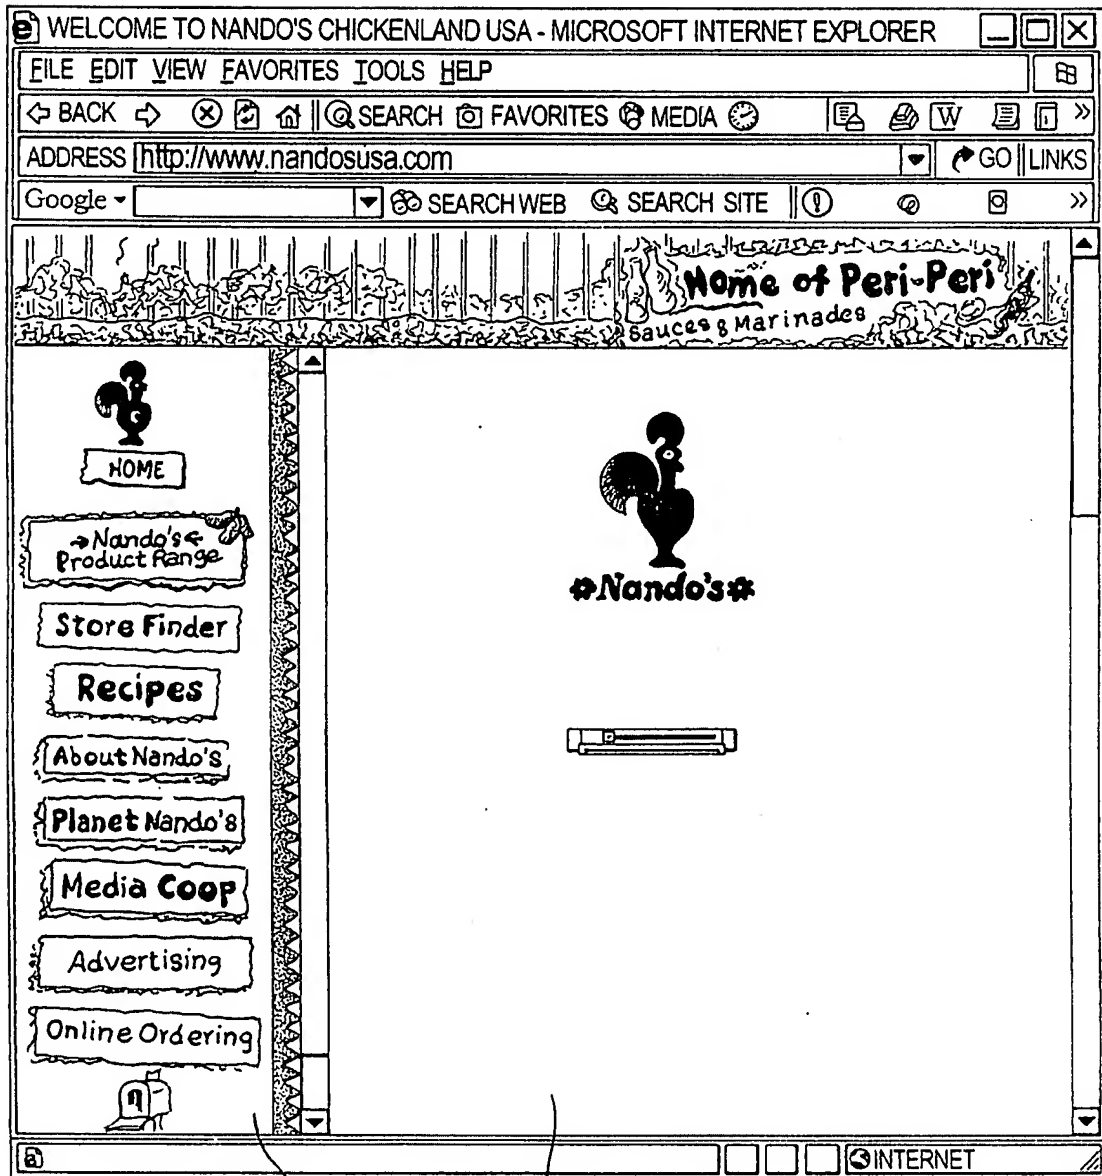 WELCOME TO NANDO'S CHICKENLAND USA - MICROSOFT INTERNET EXPLORER
FILE EDIT VIEW FAVORITES TOOLS HELP
BACK SEARCH FAVORITES MEDIA W »
ADDRESS http://www.nandosusa.com GO LINKS
Google SEARCH WEB SEARCH SITE »
Home of Peri-Peri
Sauces & Marinades
HOME
Nando's
Product Range
Store Finder
Recipes
About Nando's
Planet Nando's
Media Coop
Advertising
Online Ordering
Nando's
INTERNET